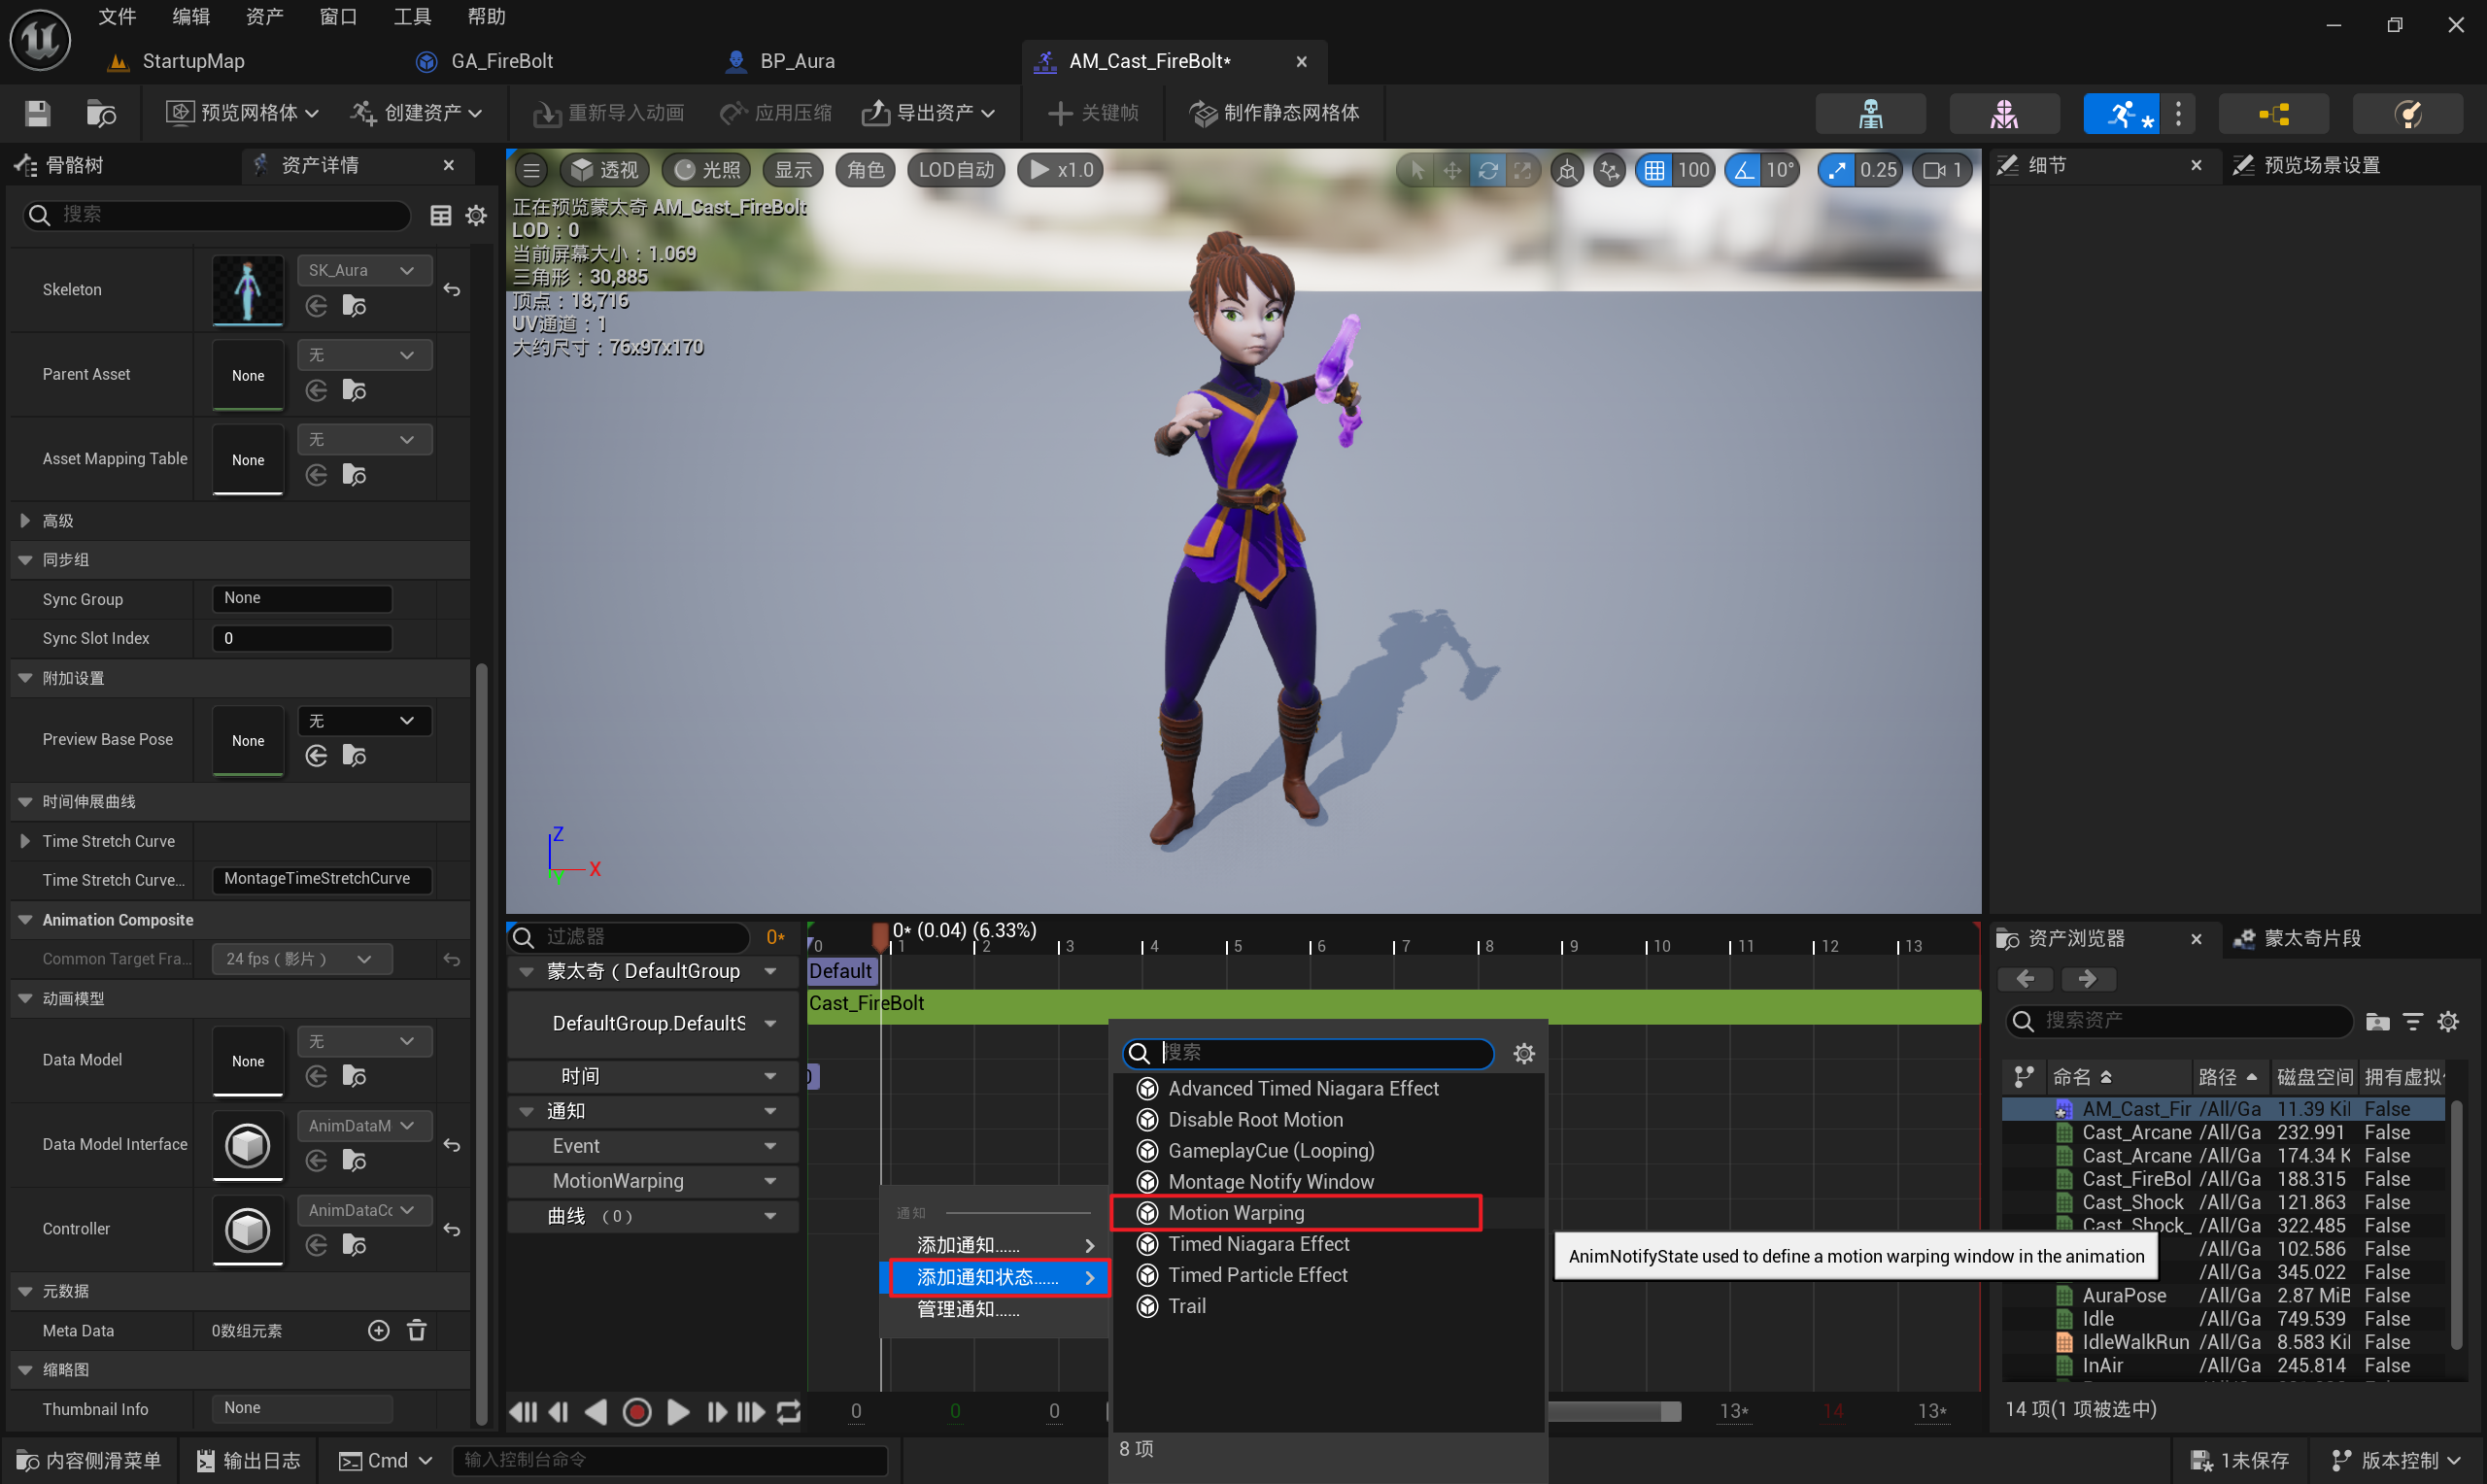 文件 编辑 资产 窗口 工具 帮助
StartupMap GA_FireBolt BP_Aura AM_Cast_FireBolt*
预览网格体 创建资产 重新导入动画 应用压缩 导出资产 关键帧 制作静态网格体
骨骼树 资产详情
搜索
Skeleton SK_Aura
Parent Asset None 无
Asset Mapping Table None 无
高级
同步组
Sync Group None
Sync Slot Index 0
附加设置
Preview Base Pose None 无
时间伸展曲线
Time Stretch Curve
Time Stretch Curve... MontageTimeStretchCurve
Animation Composite
Common Target Fra... 24 fps（影片）
动画模型
Data Model None 无
Data Model Interface AnimDataM
Controller AnimDataCc
元数据
Meta Data 0数组元素
缩略图
Thumbnail Info None
透视 光照 显示 角色 LOD自动 x1.0 100 10° 0.25 1
正在预览蒙太奇 AM_Cast_FireBolt
LOD：0
当前屏幕大小：1.069
三角形：30,885
顶点：18,716
UV通道：1
大约尺寸：76x97x170
Z
X
Y
过滤器 0* 0* (0.04) (6.33%)
0 1 2 3 4 5 6 7 8 9 10 11 12 13
蒙太奇（DefaultGroup Default
Cast_FireBolt
DefaultGroup.DefaultS
时间
通知
Event
MotionWarping
曲线 （0）
通知
添加通知......
添加通知状态......
管理通知......
搜索
Advanced Timed Niagara Effect
Disable Root Motion
GameplayCue (Looping)
Montage Notify Window
Motion Warping
Timed Niagara Effect
Timed Particle Effect
Trail
8 项
AnimNotifyState used to define a motion warping window in the animation
0 0 0 13* 14 13*
细节 预览场景设置
资产浏览器 蒙太奇片段
搜索资产
命名 路径 磁盘空间 拥有虚拟
AM_Cast_Fir /All/Ga 11.39 Ki False
Cast_Arcane /All/Ga 232.991 False
Cast_Arcane /All/Ga 174.34 K False
Cast_FireBol /All/Ga 188.315 False
Cast_Shock /All/Ga 121.863 False
Cast_Shock_ /All/Ga 322.485 False
/All/Ga 102.586 False
/All/Ga 345.022 False
AuraPose /All/Ga 2.87 MiB False
Idle /All/Ga 749.539 False
IdleWalkRun /All/Ga 8.583 Ki False
InAir /All/Ga 245.814 False
14 项(1 项被选中)
内容侧滑菜单 输出日志 Cmd 输入控制台命令 1未保存 版本控制